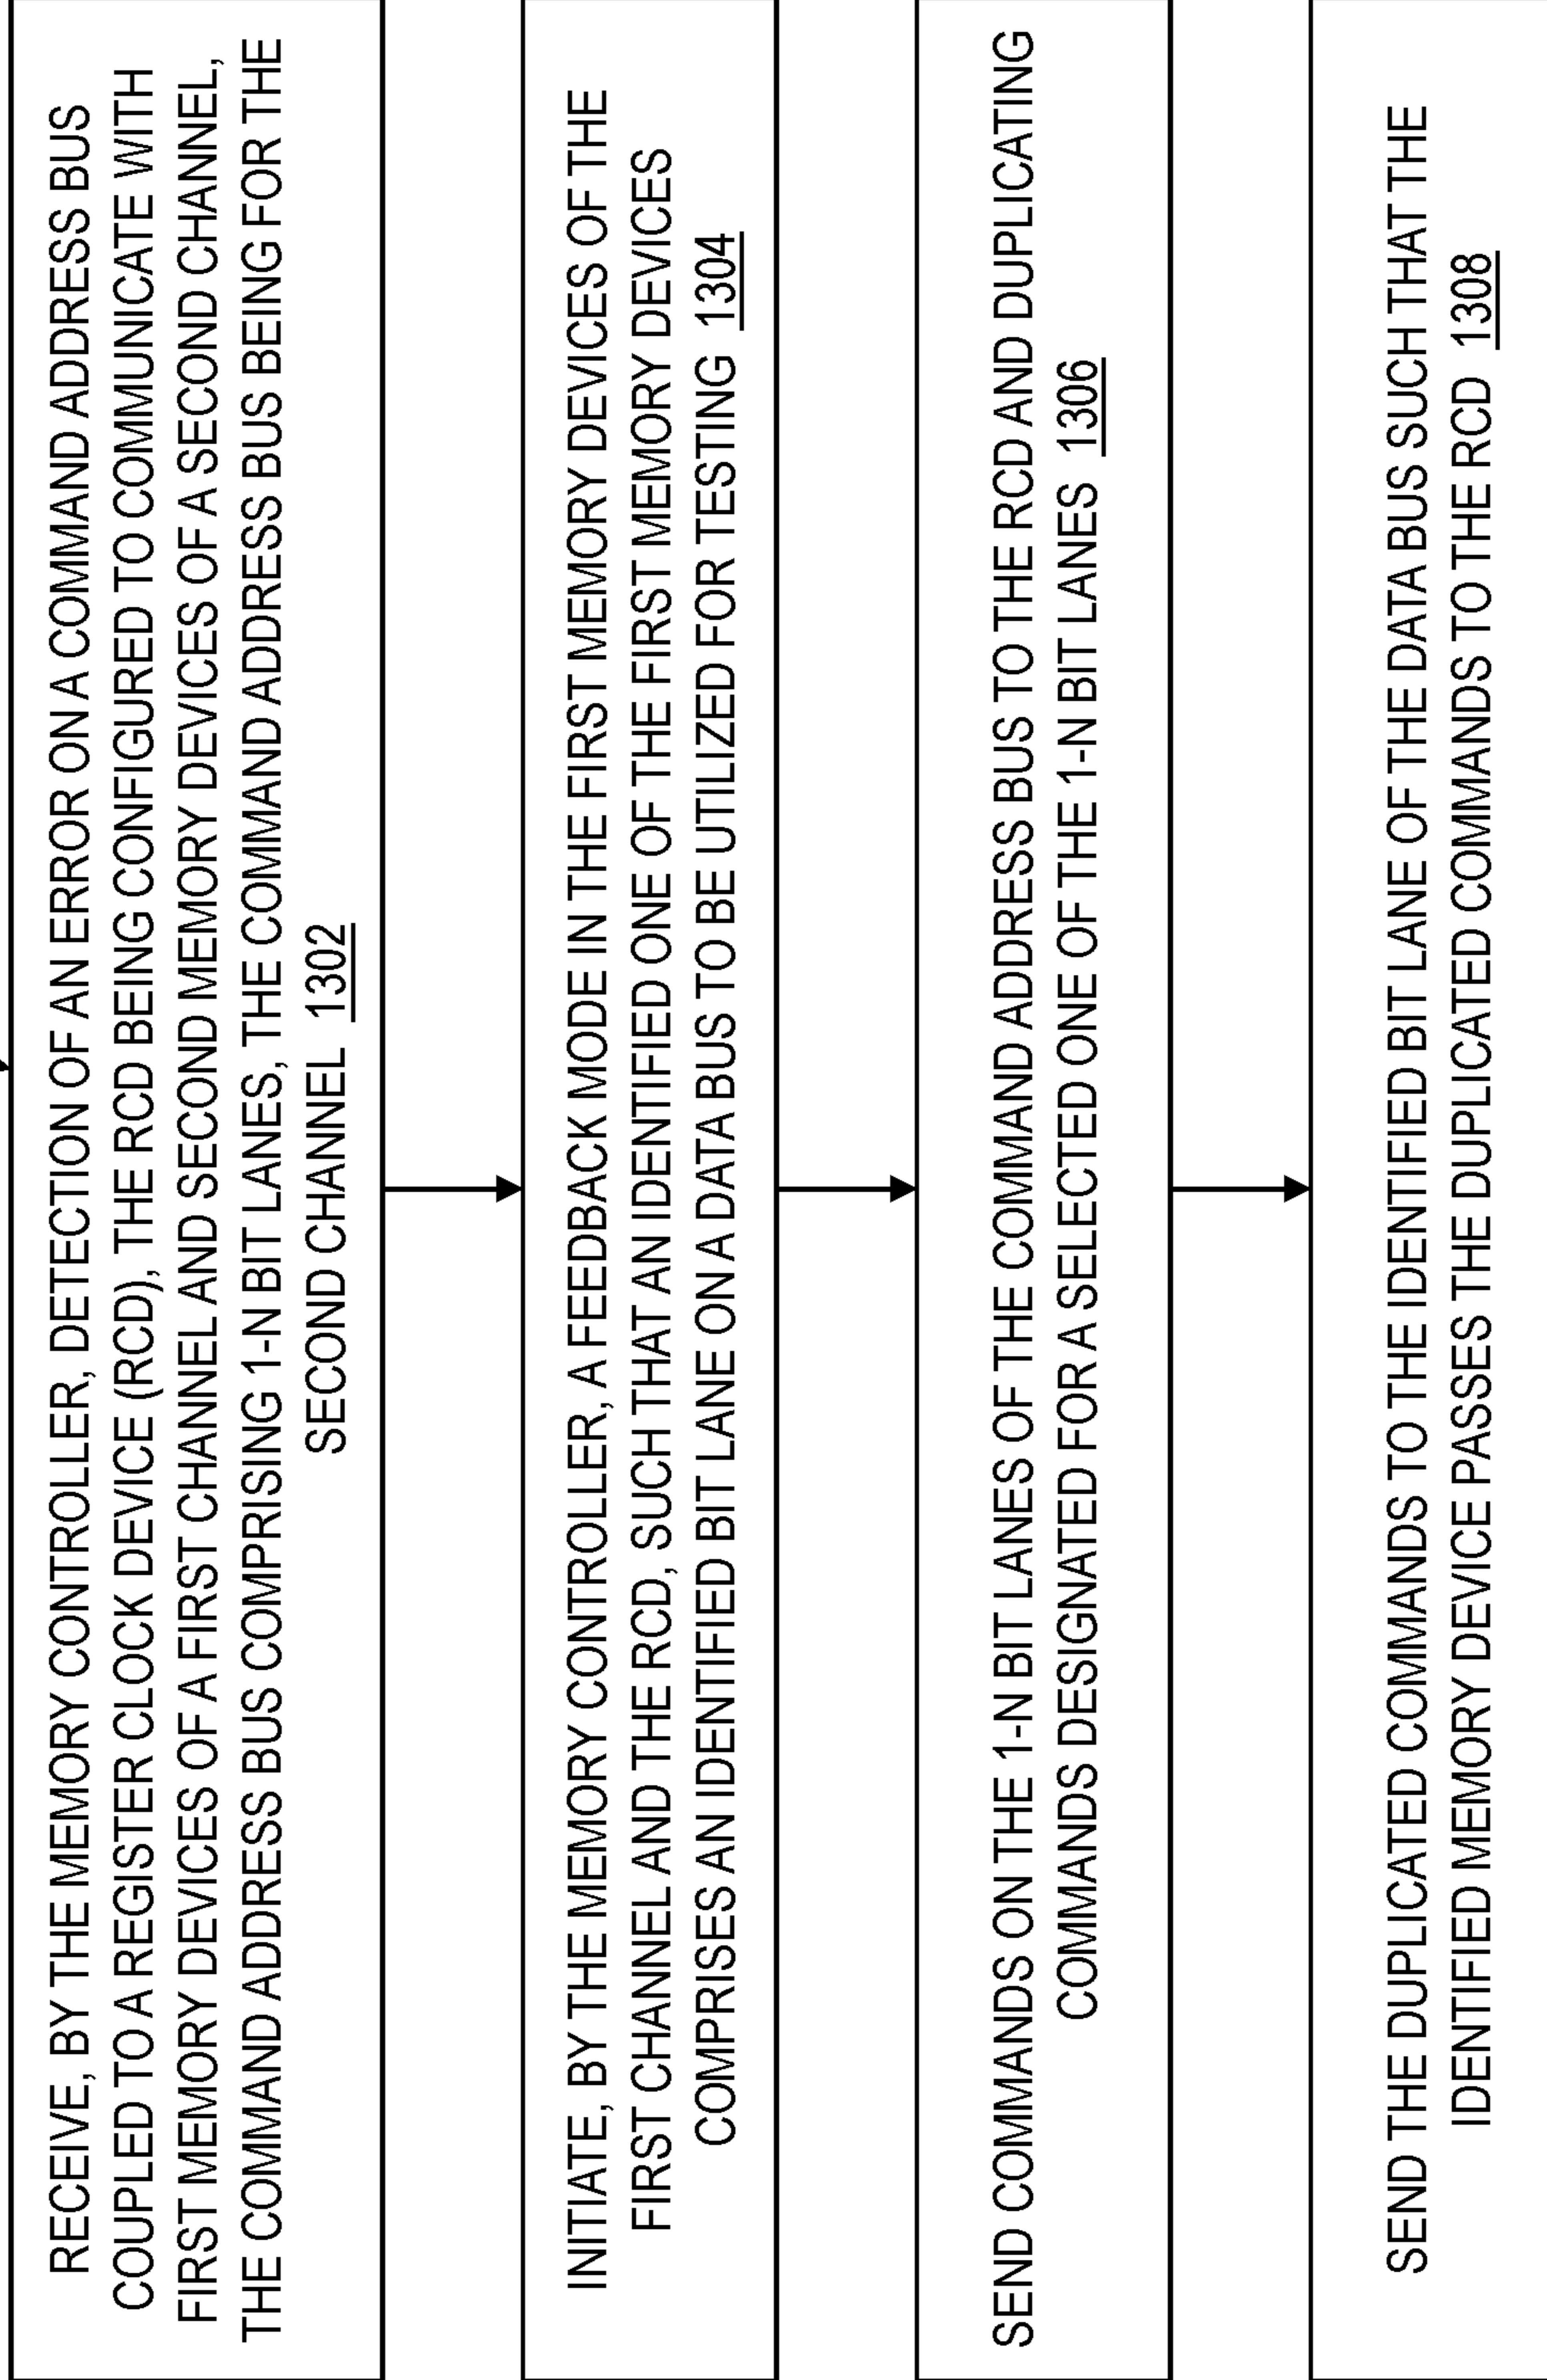 RECEIVE, BY THE MEMORY CONTROLLER, DETECTION OF AN ERROR ON A COMMAND ADDRESS BUS
COUPLED TO A REGISTER CLOCK DEVICE (RCD), THE RCD BEING CONFIGURED TO COMMUNICATE WITH
FIRST MEMORY DEVICES OF A FIRST CHANNEL AND SECOND MEMORY DEVICES OF A SECOND CHANNEL,
THE COMMAND ADDRESS BUS COMPRISING 1-N BIT LANES, THE COMMAND ADDRESS BUS BEING FOR THE
SECOND CHANNEL 1302
INITIATE, BY THE MEMORY CONTROLLER, A FEEDBACK MODE IN THE FIRST MEMORY DEVICES OF THE
FIRST CHANNEL AND THE RCD, SUCH THAT AN IDENTIFIED ONE OF THE FIRST MEMORY DEVICES
COMPRISES AN IDENTIFIED BIT LANE ON A DATA BUS TO BE UTILIZED FOR TESTING 1304
SEND COMMANDS ON THE 1-N BIT LANES OF THE COMMAND ADDRESS BUS TO THE RCD AND DUPLICATING
COMMANDS DESIGNATED FOR A SELECTED ONE OF THE 1-N BIT LANES 1306
SEND THE DUPLICATED COMMANDS TO THE IDENTIFIED BIT LANE OF THE DATA BUS SUCH THAT THE
IDENTIFIED MEMORY DEVICE PASSES THE DUPLICATED COMMANDS TO THE RCD 1308